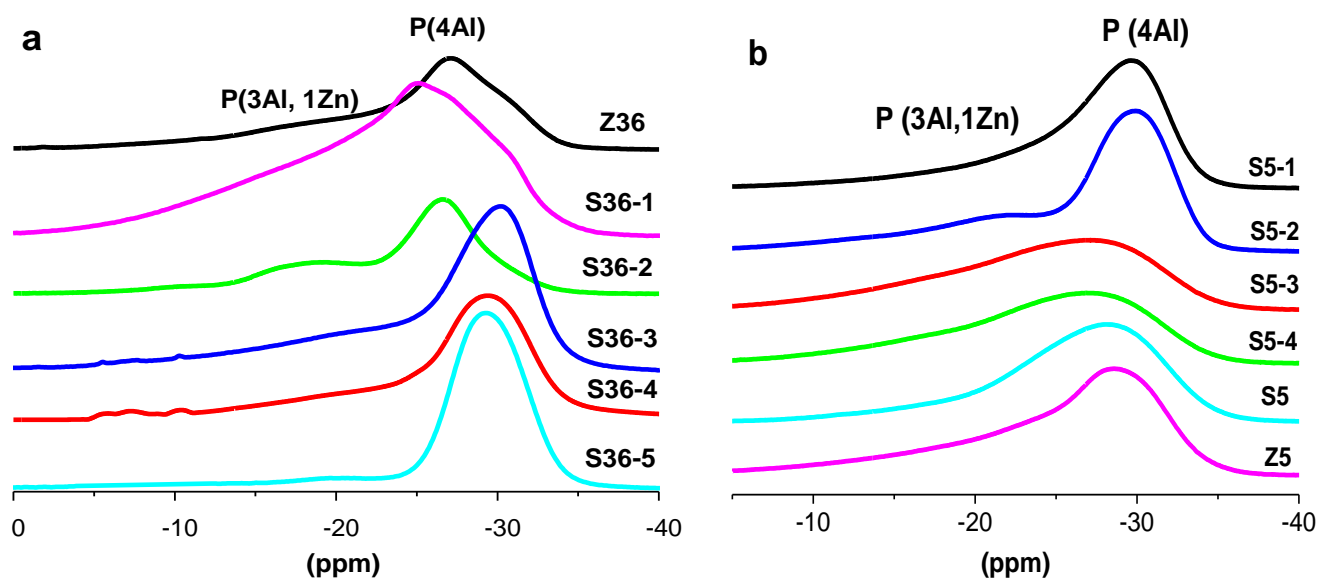 a
P(4Al)
P(3Al, 1Zn)
Z36
S36-1
S36-2
S36-3
S36-4
S36-5
0
-10
-20
-30
-40
(ppm)
b
P (4Al)
P (3Al,1Zn)
S5-1
S5-2
S5-3
S5-4
S5
Z5
-10
-20
-30
-40
(ppm)